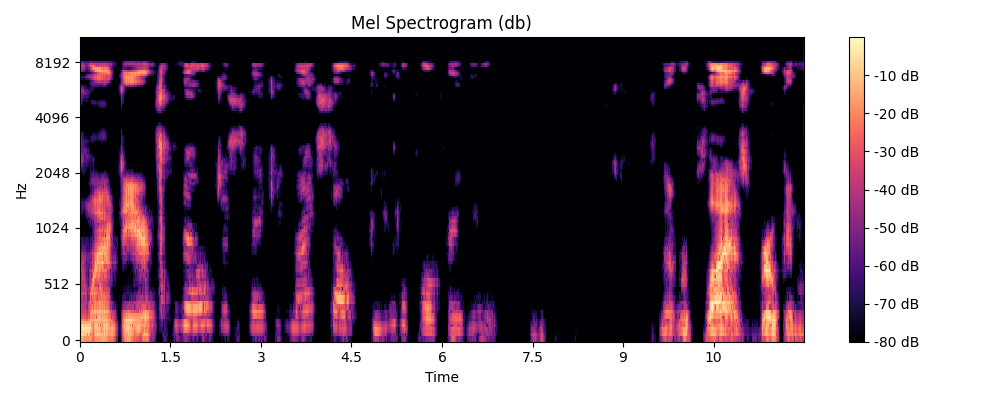 Mel Spectrogram (db)
8192
4096
2048
1024
512
0
Hz
0 1.5 3 4.5 6 7.5 9 10
Time
-10 dB
-20 dB
-30 dB
-40 dB
-50 dB
-60 dB
-70 dB
-80 dB